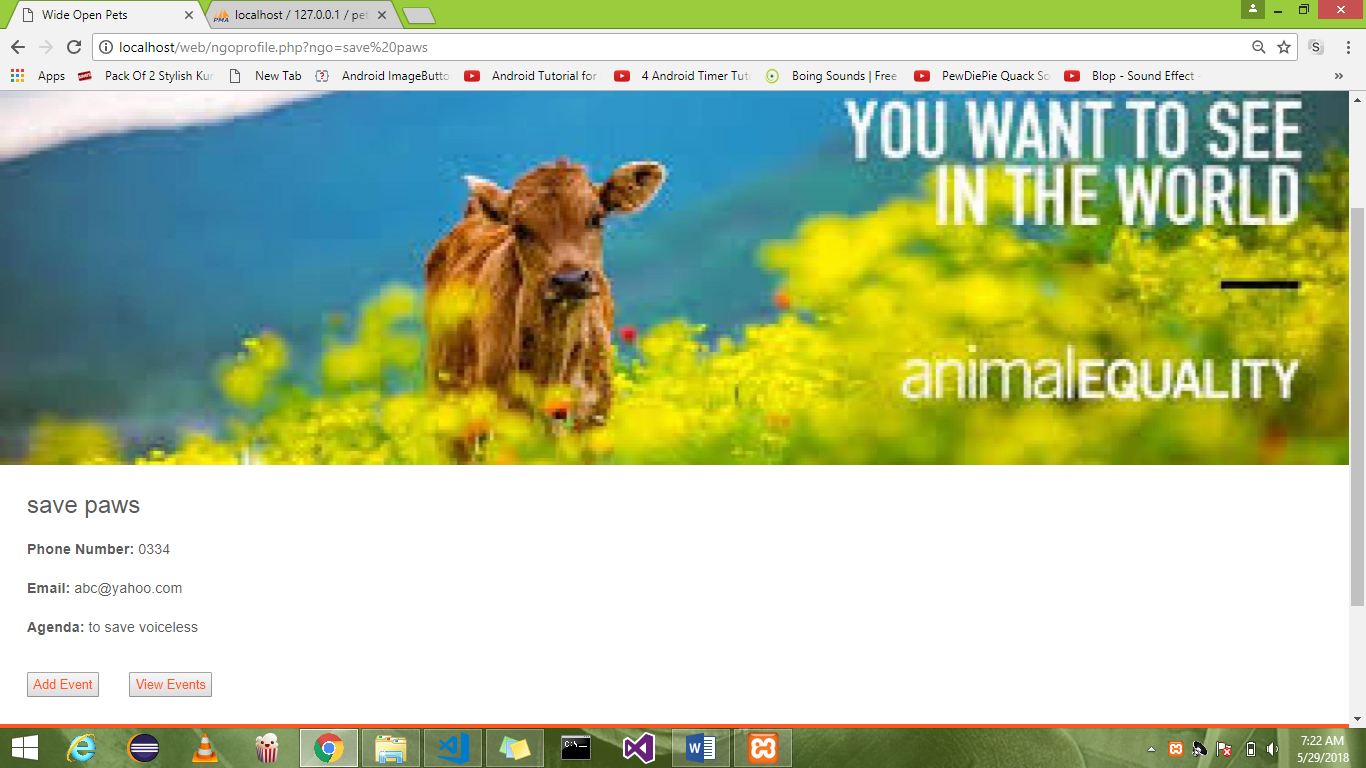 Wide Open Pets
localhost / 127.0.0.1 / pet
localhost/web/ngoprofile.php?ngo=save%20paws
Apps
Pack Of 2 Stylish Kur
New Tab
Android ImageButto
Android Tutorial for
4 Android Timer Tut
Boing Sounds | Free
PewDiePie Quack So
Blop - Sound Effect -
YOU WANT TO SEE
IN THE WORLD
animalEQUALITY
save paws
Phone Number: 0334
Email: abc@yahoo.com
Agenda: to save voiceless
Add Event
View Events
7:22 AM
5/29/2018